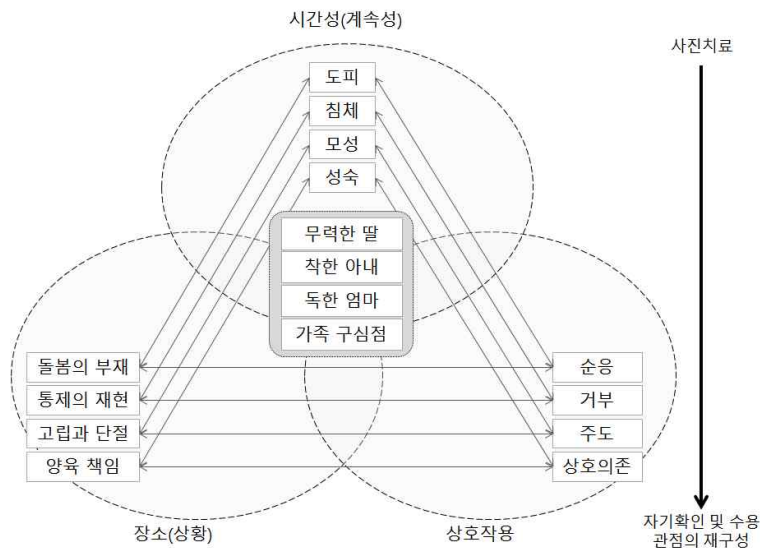 시간성(계속성)
사진치료
도피
침체
모성
성숙
무력한 딸
착한 아내
독한 엄마
가족 구심점
돌봄의 부재
통제의 재현
고립과 단절
양육 책임
순응
거부
주도
상호의존
장소(상황)
상호작용
자기확인 및 수용
관점의 재구성